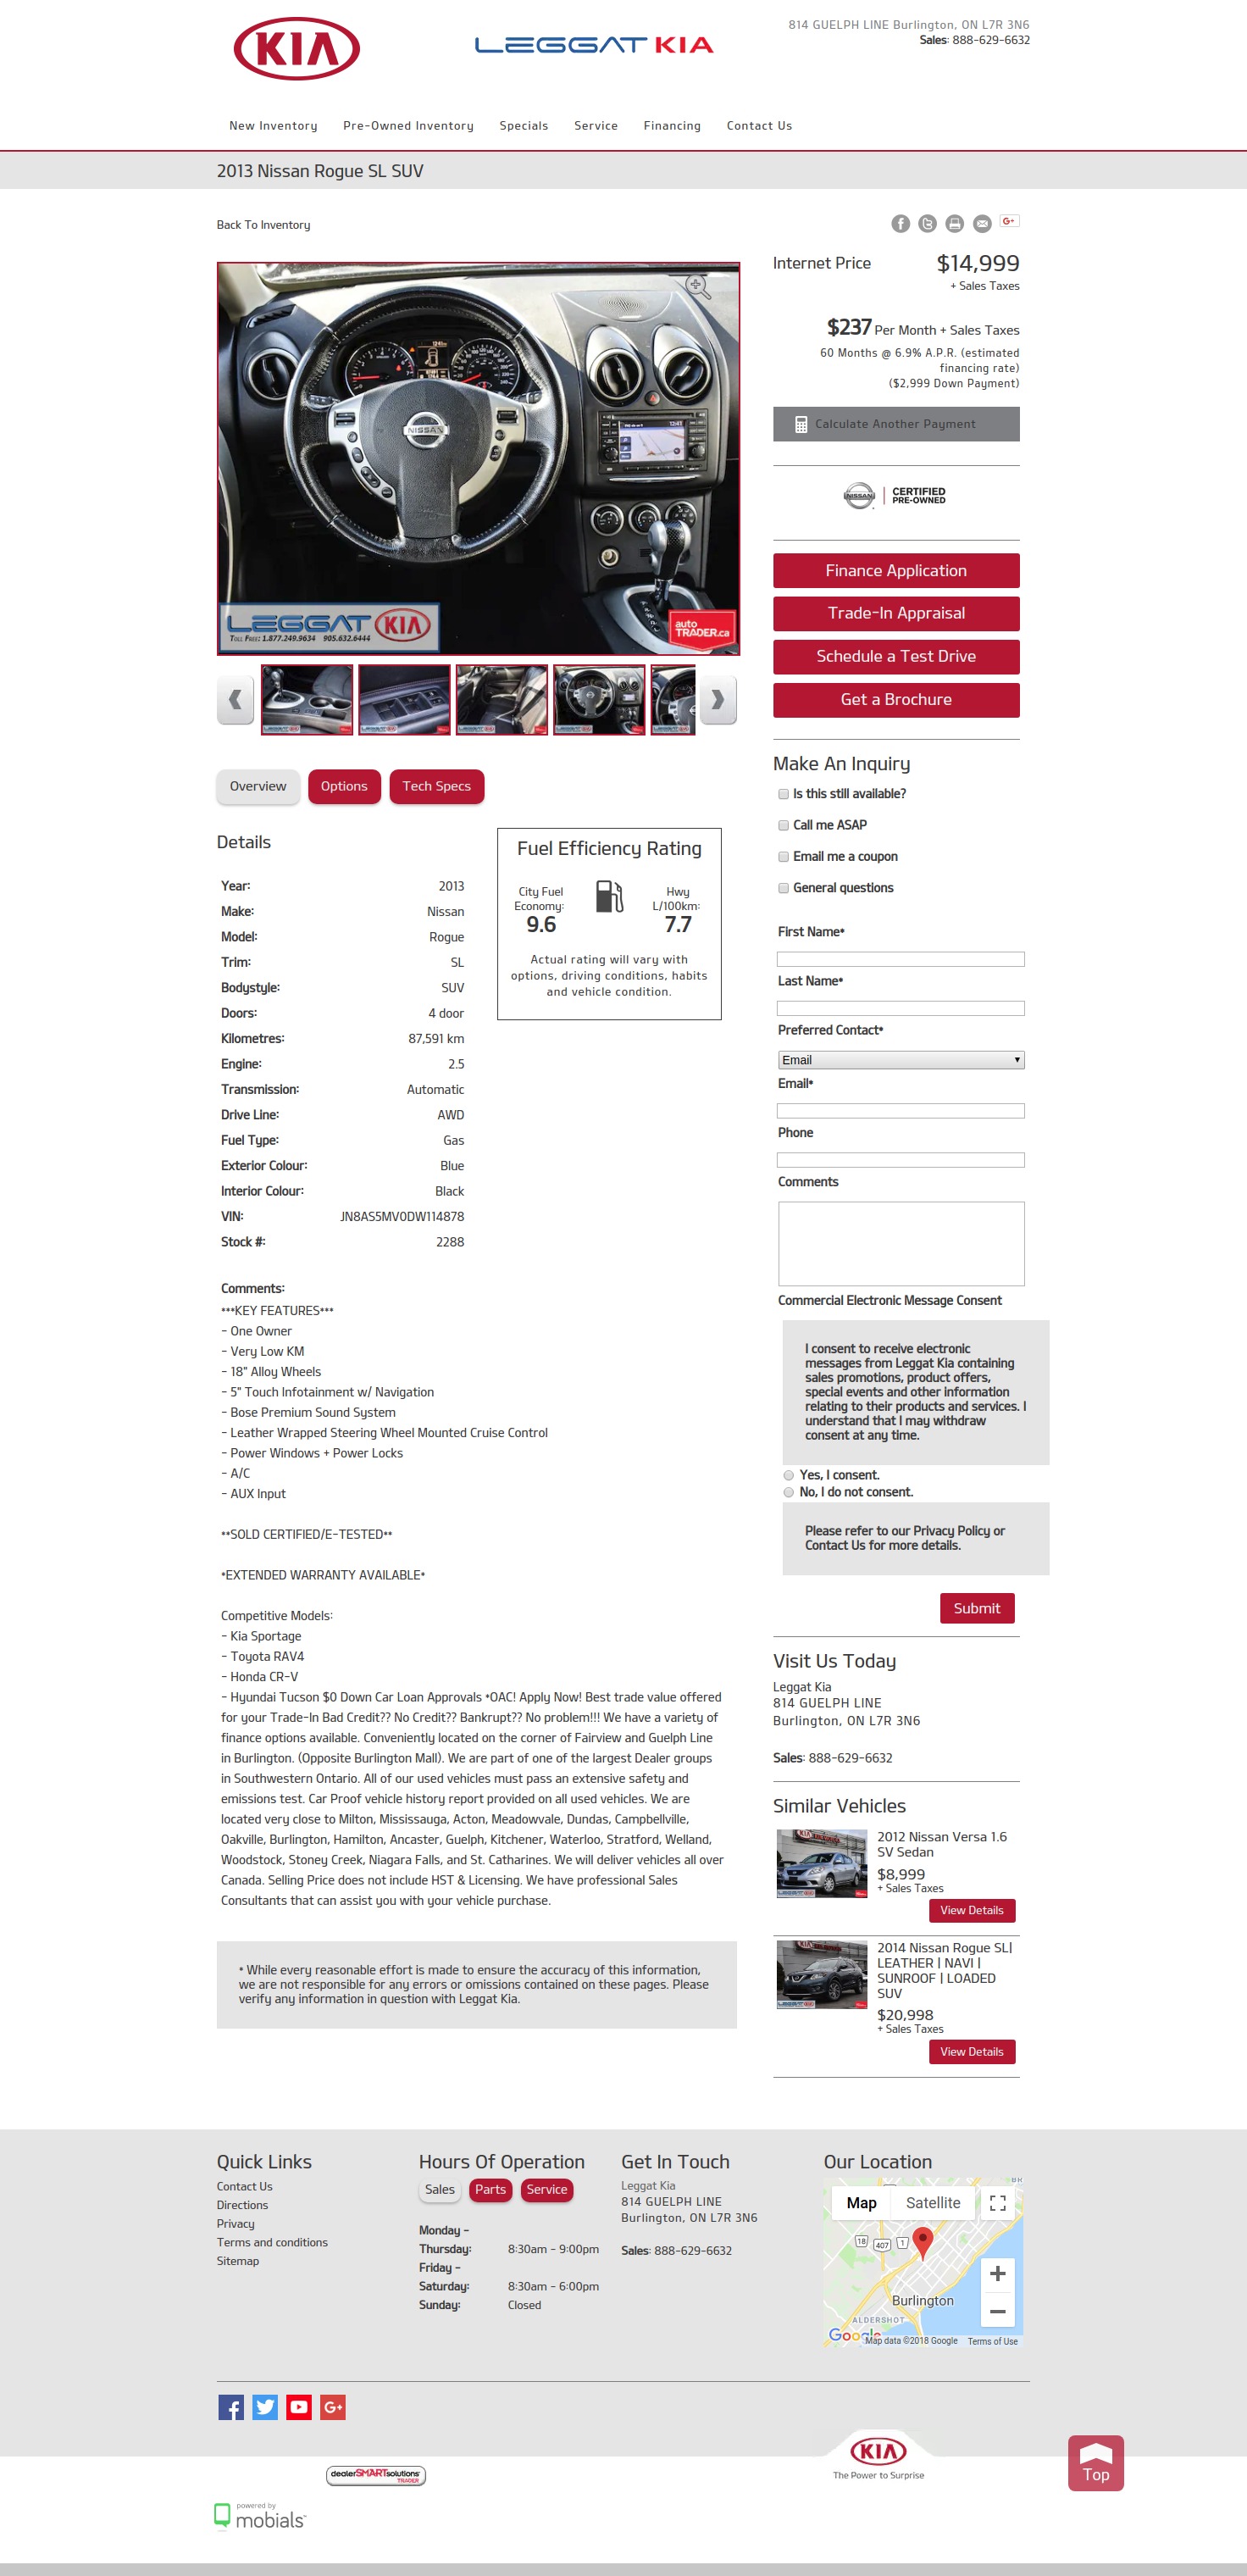 KIA
LEGGAT KIA
814 GUELPH LINE Burlington, ON L7R 3N6
Sales: 888-629-6632
New Inventory
Pre-Owned Inventory
Specials
Service
Financing
Contact Us
2013 Nissan Rogue SL SUV
Back To Inventory
NISSAN
LEGGAT KIA
TOLL FREE: 1.877.249.9634 905.632.6444
auto
TRADER.ca
Internet Price
$14,999
+ Sales Taxes
$237 Per Month + Sales Taxes
60 Months @ 6.9% A.P.R. (estimated
financing rate)
($2,999 Down Payment)
Calculate Another Payment
NISSAN
CERTIFIED
PRE-OWNED
Finance Application
Trade-In Appraisal
Schedule a Test Drive
Get a Brochure
Overview
Options
Tech Specs
Details
Year: 2013
Make: Nissan
Model: Rogue
Trim: SL
Bodystyle: SUV
Doors: 4 door
Kilometres: 87,591 km
Engine: 2.5
Transmission: Automatic
Drive Line: AWD
Fuel Type: Gas
Exterior Colour: Blue
Interior Colour: Black
VIN: JN8AS5MV0DW114878
Stock #: 2288
Fuel Efficiency Rating
City Fuel
Economy:
9.6
Hwy
L/100km:
7.7
Actual rating will vary with
options, driving conditions, habits
and vehicle condition.
Comments:
***KEY FEATURES***
- One Owner
- Very Low KM
- 18" Alloy Wheels
- 5" Touch Infotainment w/ Navigation
- Bose Premium Sound System
- Leather Wrapped Steering Wheel Mounted Cruise Control
- Power Windows + Power Locks
- A/C
- AUX Input
**SOLD CERTIFIED/E-TESTED**
*EXTENDED WARRANTY AVAILABLE*
Competitive Models:
- Kia Sportage
- Toyota RAV4
- Honda CR-V
- Hyundai Tucson $0 Down Car Loan Approvals *OAC! Apply Now! Best trade value offered
for your Trade-In Bad Credit?? No Credit?? Bankrupt?? No problem!!! We have a variety of
finance options available. Conveniently located on the corner of Fairview and Guelph Line
in Burlington. (Opposite Burlington Mall). We are part of one of the largest Dealer groups
in Southwestern Ontario. All of our used vehicles must pass an extensive safety and
emissions test. Car Proof vehicle history report provided on all used vehicles. We are
located very close to Milton, Mississauga, Acton, Meadowvale, Dundas, Campbellville,
Oakville, Burlington, Hamilton, Ancaster, Guelph, Kitchener, Waterloo, Stratford, Welland,
Woodstock, Stoney Creek, Niagara Falls, and St. Catharines. We will deliver vehicles all over
Canada. Selling Price does not include HST & Licensing. We have professional Sales
Consultants that can assist you with your vehicle purchase.
* While every reasonable effort is made to ensure the accuracy of this information,
we are not responsible for any errors or omissions contained on these pages. Please
verify any information in question with Leggat Kia.
Make An Inquiry
Is this still available?
Call me ASAP
Email me a coupon
General questions
First Name*
Last Name*
Preferred Contact*
Email
Email*
Phone
Comments
Commercial Electronic Message Consent
I consent to receive electronic
messages from Leggat Kia containing
sales promotions, product offers,
special events and other information
relating to their products and services. I
understand that I may withdraw
consent at any time.
Yes, I consent.
No, I do not consent.
Please refer to our Privacy Policy or
Contact Us for more details.
Submit
Visit Us Today
Leggat Kia
814 GUELPH LINE
Burlington, ON L7R 3N6
Sales: 888-629-6632
Similar Vehicles
2012 Nissan Versa 1.6
SV Sedan
$8,999
+ Sales Taxes
View Details
2014 Nissan Rogue SL|
LEATHER | NAVI |
SUNROOF | LOADED
SUV
$20,998
+ Sales Taxes
View Details
Quick Links
Contact Us
Directions
Privacy
Terms and conditions
Sitemap
Hours Of Operation
Sales
Parts
Service
Monday -
Thursday: 8:30am - 9:00pm
Friday -
Saturday: 8:30am - 6:00pm
Sunday: Closed
Get In Touch
Leggat Kia
814 GUELPH LINE
Burlington, ON L7R 3N6
Sales: 888-629-6632
Our Location
Map
Satellite
18
407
1
Burlington
ALDERSHOT
Google
Map data ©2018 Google
Terms of Use
KIA
The Power to Surprise
Top
dealerSMARTsolutions
TRADER
powered by
mobials